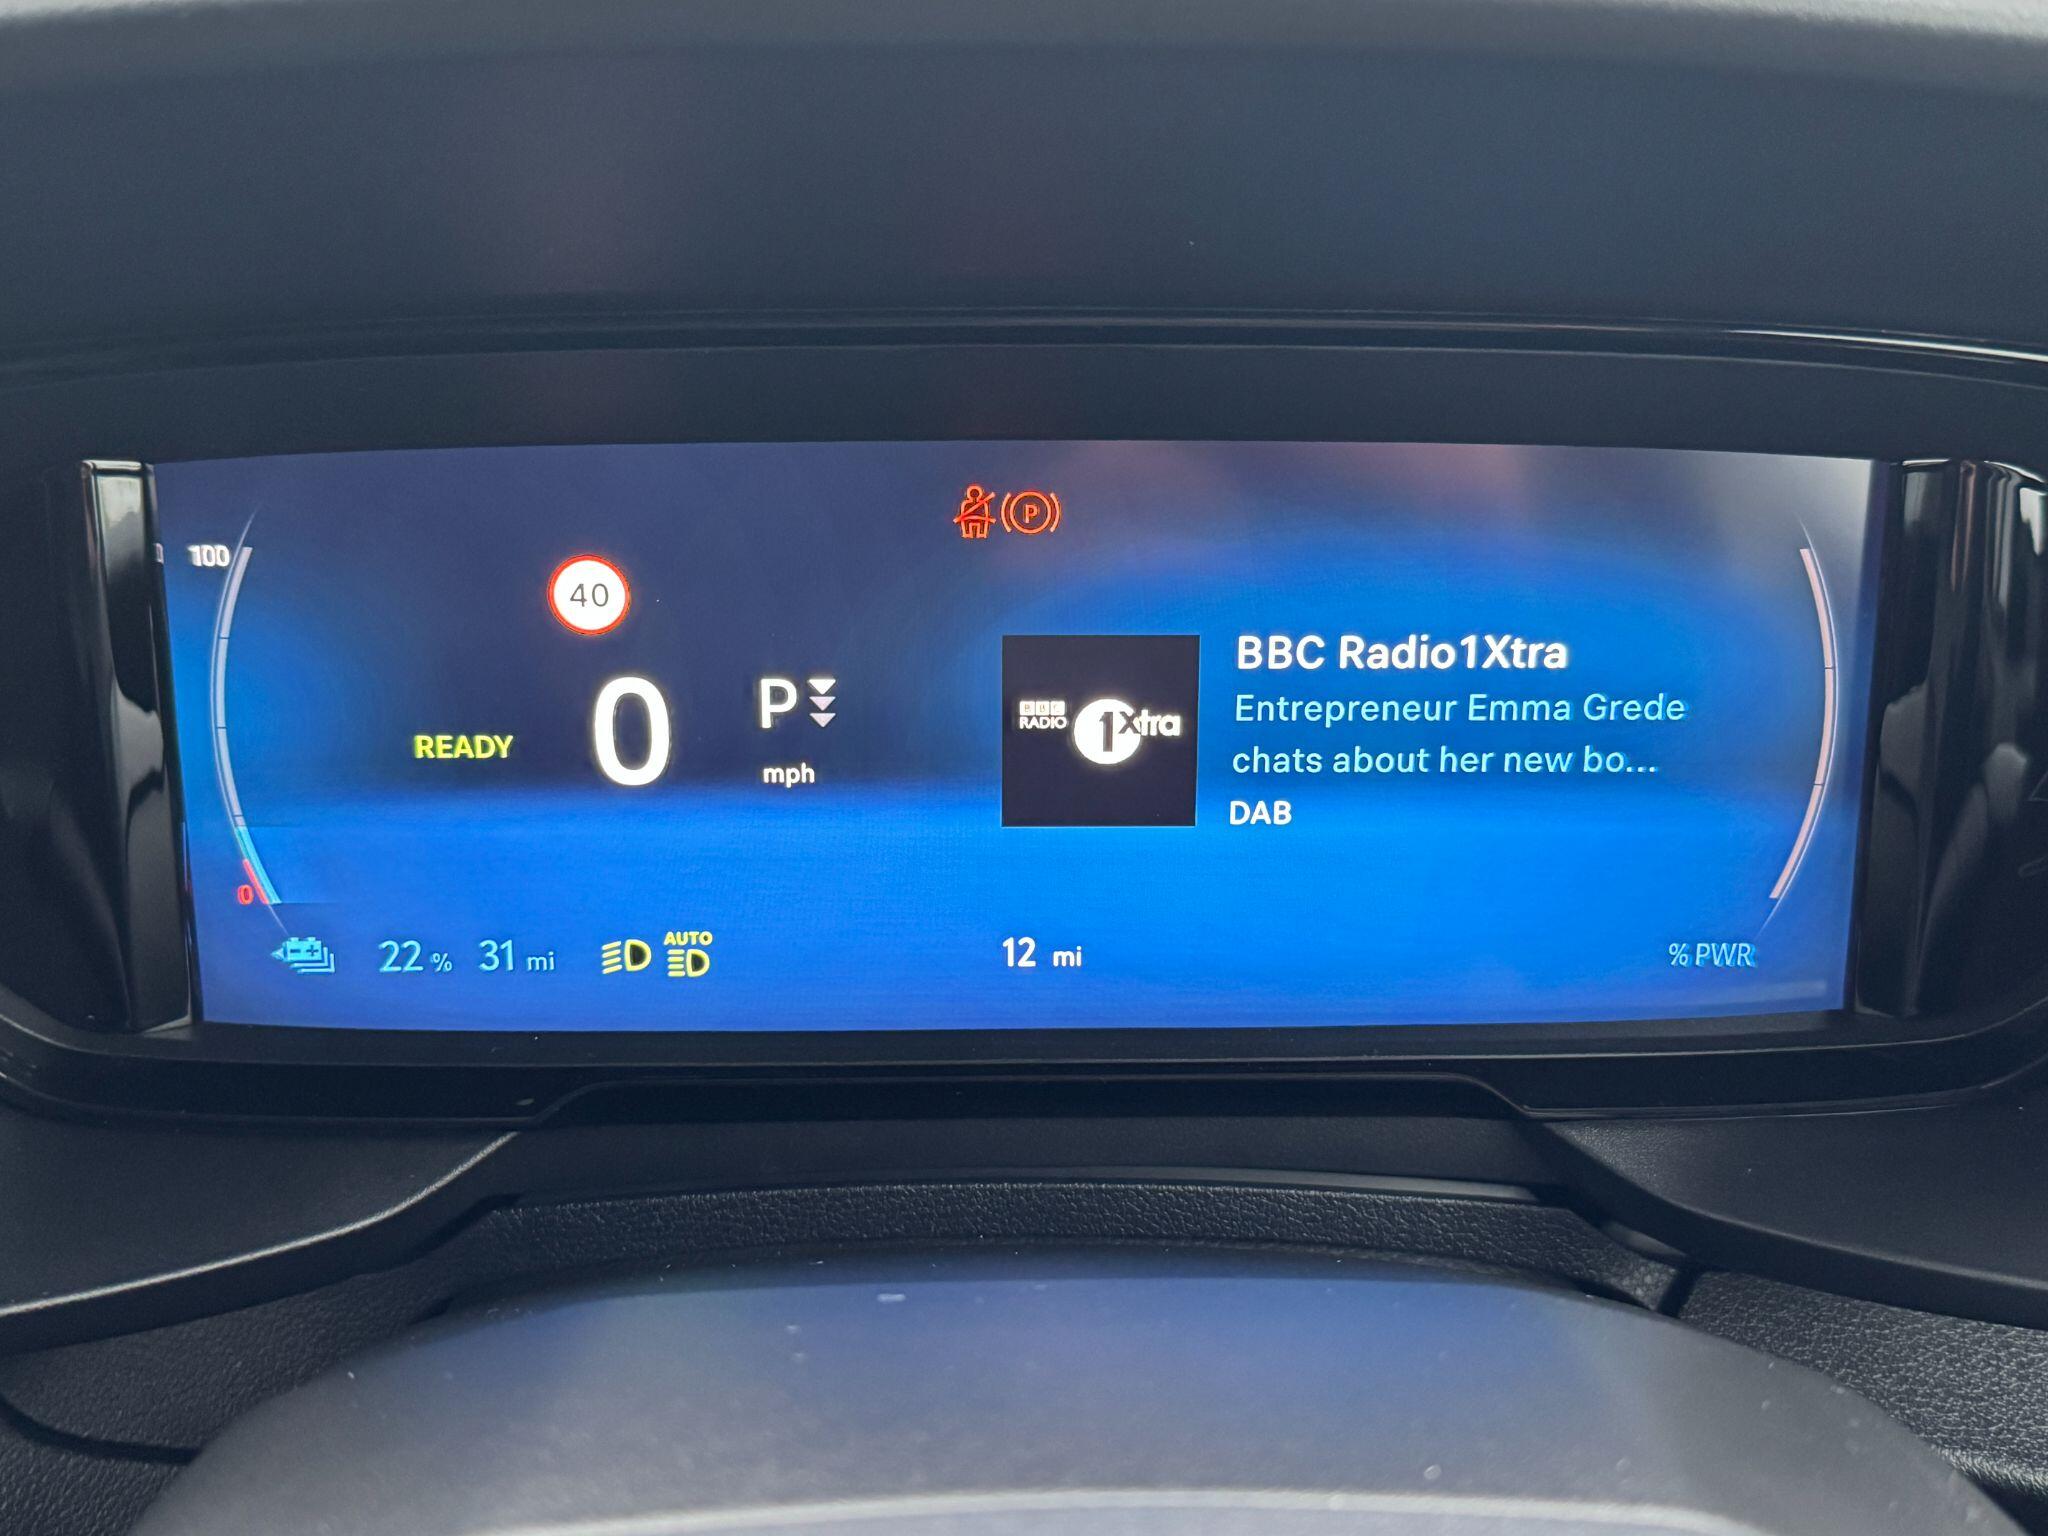 P
100
40
BBC Radio1Xtra
BBC
RADIO 1Xtra
Entrepreneur Emma Grede
chats about her new bo...
DAB
READY
0
P
mph
0
22 % 31 mi
AUTO
12 mi
% PWR